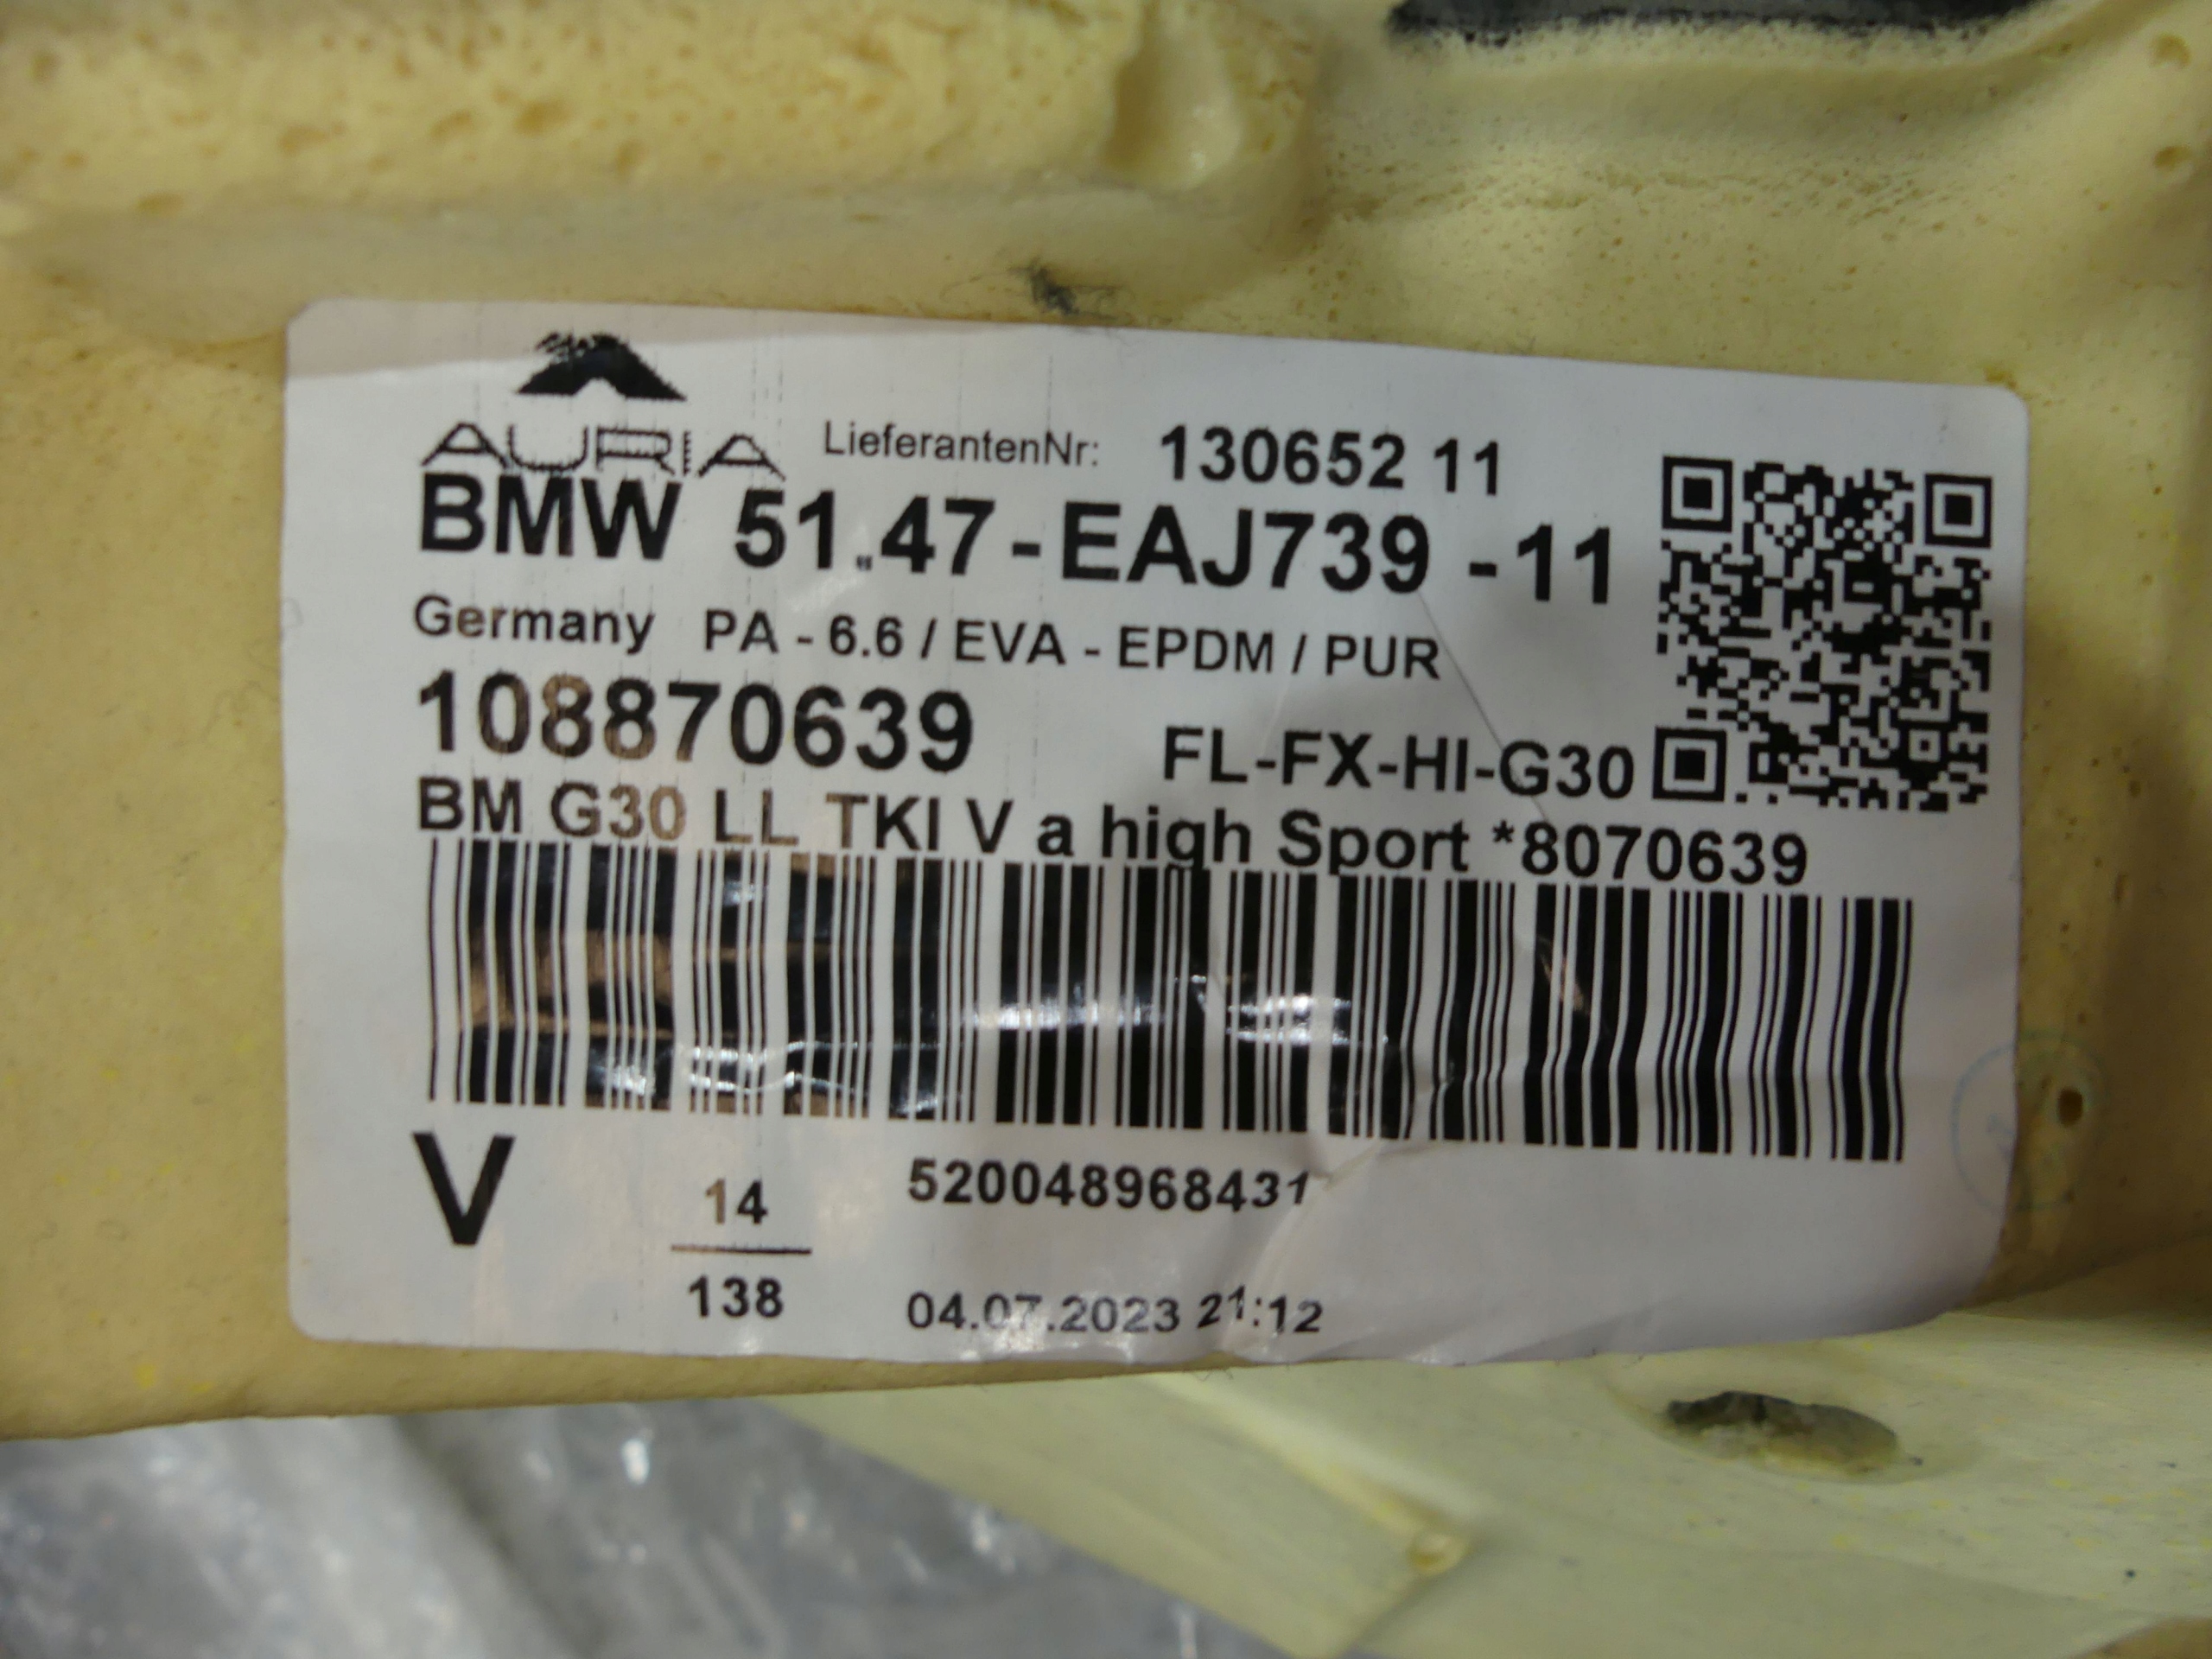 AURIA
LieferantenNr: 130652 11
BMW 51.47-EAJ739 -11
Germany PA - 6.6 / EVA - EPDM / PUR
108870639
FL-FX-HI-G30
BM G30 LL TKI V a high Sport *8070639
V
14
138
520048968431
04.07.2023 21:12